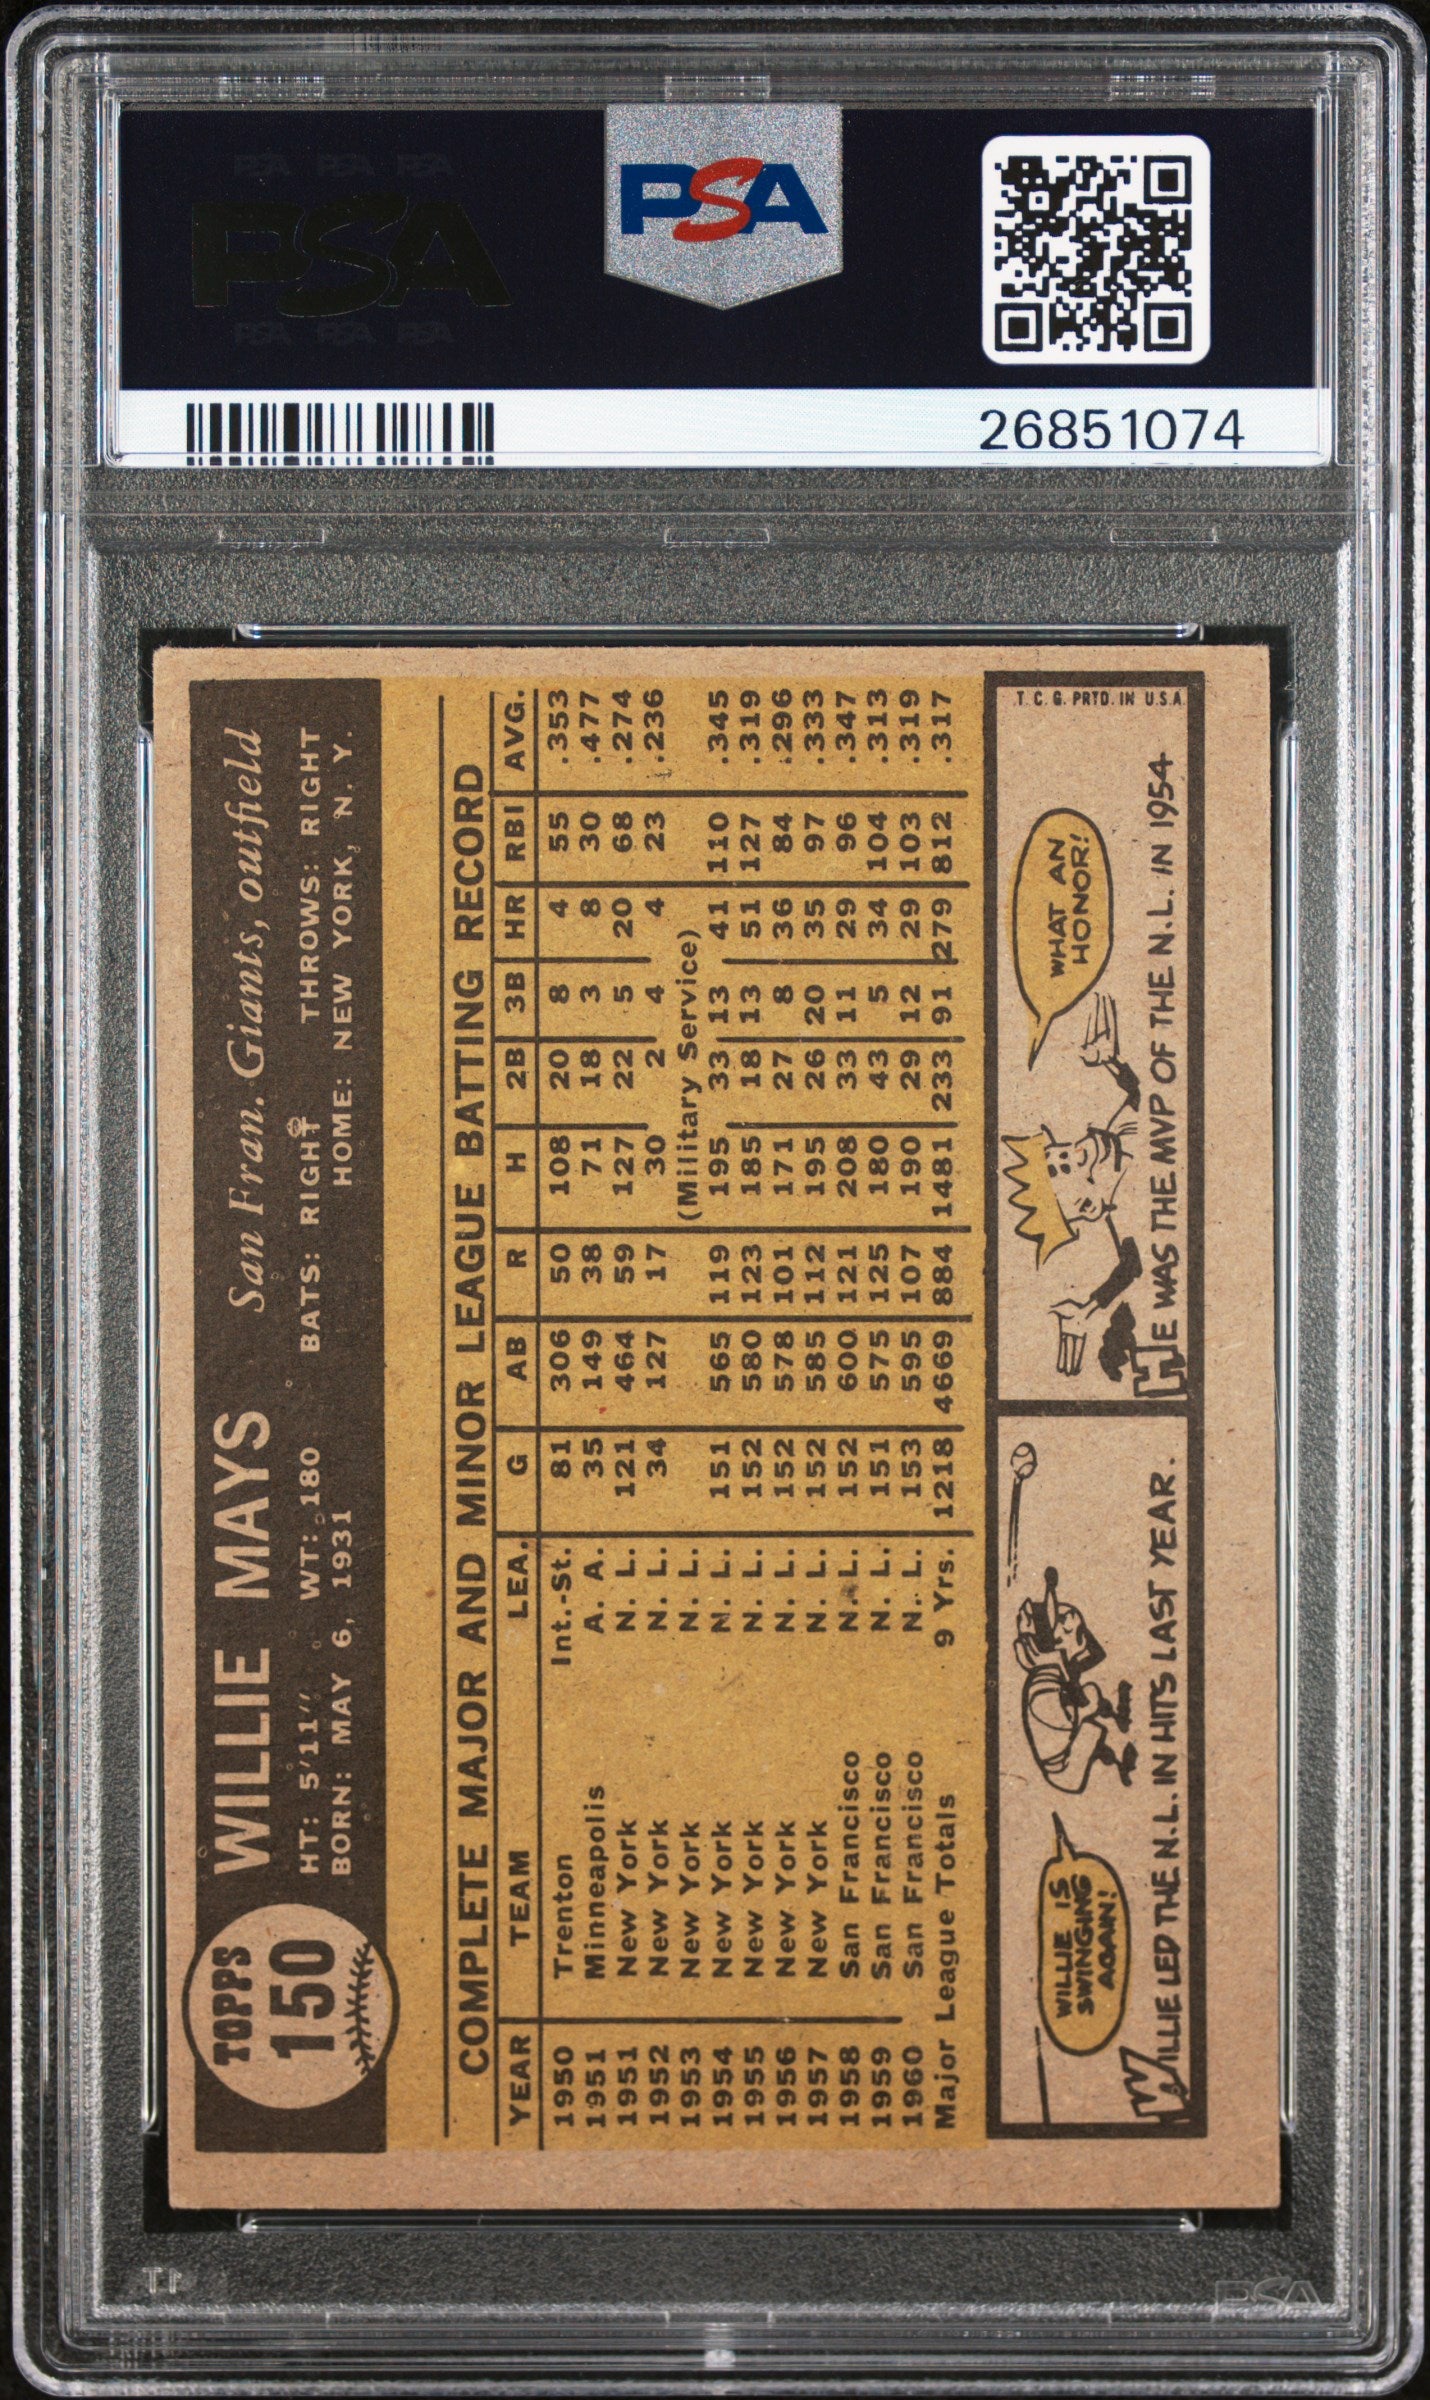 PSA PSA PSA
PSA
PSA PSA PSA
PSA
26851074
TOPPS
150
WILLIE MAYS San Fran. Giants, outfield
HT: 5'11" WT: 180 BATS: RIGHT THROWS: RIGHT
BORN: MAY 6, 1931 HOME: NEW YORK, N. Y.
COMPLETE MAJOR AND MINOR LEAGUE BATTING RECORD
YEAR TEAM LEA. G AB R H 2B 3B HR RBI AVG.
1950 Trenton Int.-St. 81 306 50 108 20 8 4 55 .353
1951 Minneapolis A. A. 35 149 38 71 18 3 8 30 .477
1951 New York N. L. 121 464 59 127 22 5 20 68 .274
1952 New York N. L. 34 127 17 30 2 4 4 23 .236
1953 New York N. L. (Military Service)
1954 New York N. L. 151 565 119 195 33 13 41 110 .345
1955 New York N. L. 152 580 123 185 18 13 51 127 .319
1956 New York N. L. 152 578 101 171 27 8 36 84 .296
1957 New York N. L. 152 585 112 195 26 20 35 97 .333
1958 San Francisco N. L. 152 600 121 208 33 11 29 96 .347
1959 San Francisco N. L. 151 575 125 180 43 5 34 104 .313
1960 San Francisco N. L. 153 595 107 190 29 12 29 103 .319
Major League Totals 9 Yrs. 1218 4669 884 1481 233 91 279 812 .317
WILLIE IS
SWINGING
AGAIN!
WILLIE LED THE N.L. IN HITS LAST YEAR.
WHAT AN
HONOR!
HE WAS THE MVP OF THE N.L. IN 1954
T. C. G. PRTD. IN U.S.A.
PSA